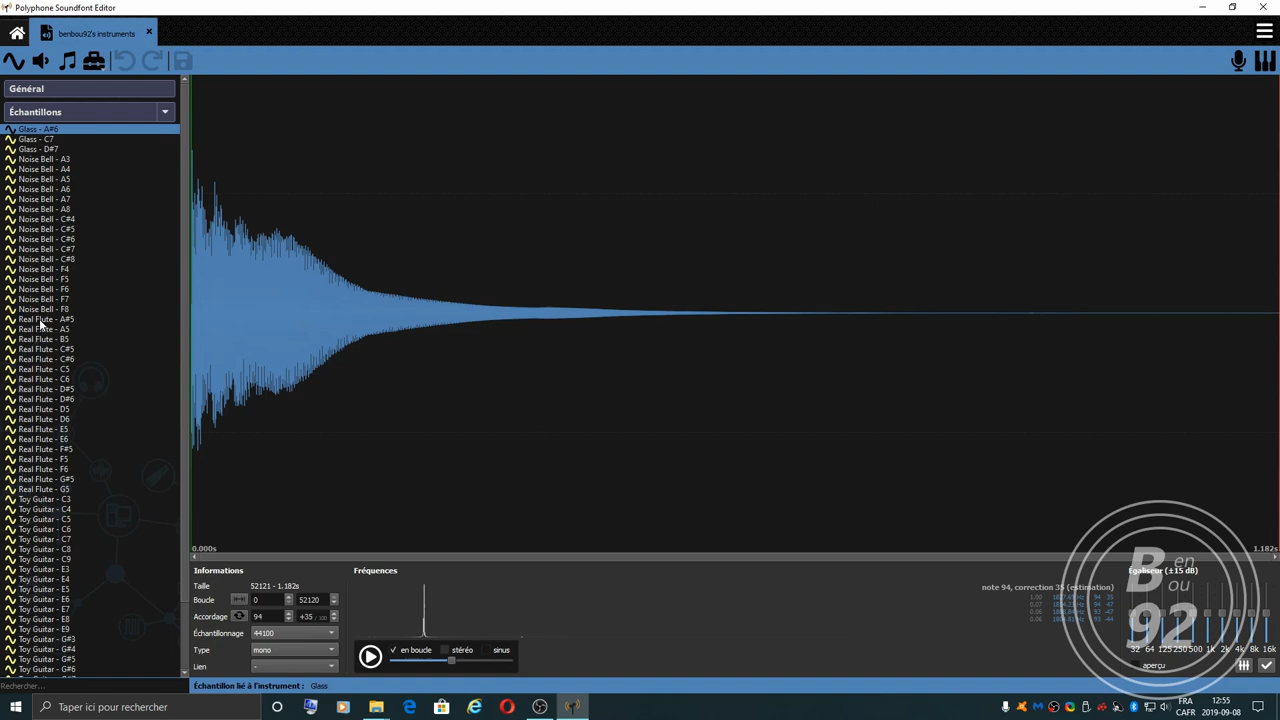 Polyphone Soundfont Editor
benbou92's instruments
Général
Échantillons
Glass - A#6
Glass - C7
Glass - D#7
Noise Bell - A3
Noise Bell - A4
Noise Bell - A5
Noise Bell - A6
Noise Bell - A7
Noise Bell - A8
Noise Bell - C#4
Noise Bell - C#5
Noise Bell - C#6
Noise Bell - C#7
Noise Bell - C#8
Noise Bell - F4
Noise Bell - F5
Noise Bell - F6
Noise Bell - F7
Noise Bell - F8
Real Flute - A#5
Real Flute - A5
Real Flute - B5
Real Flute - C#5
Real Flute - C#6
Real Flute - C5
Real Flute - C6
Real Flute - D#5
Real Flute - D#6
Real Flute - D5
Real Flute - D6
Real Flute - E5
Real Flute - E6
Real Flute - F#5
Real Flute - F5
Real Flute - F6
Real Flute - G#5
Real Flute - G5
Toy Guitar - C3
Toy Guitar - C4
Toy Guitar - C5
Toy Guitar - C6
Toy Guitar - C7
Toy Guitar - C8
Toy Guitar - C9
Toy Guitar - E3
Toy Guitar - E4
Toy Guitar - E5
Toy Guitar - E6
Toy Guitar - E7
Toy Guitar - E8
Toy Guitar - E9
Toy Guitar - G#3
Toy Guitar - G#4
Toy Guitar - G#5
Toy Guitar - G#6
Rechercher...
0.000s 1.182s
Informations
Taille 52121 - 1.182s
Boucle 0 52120
Accordage 94 +35 / 100
Échantillonnage 44100
Type mono
Lien -
Fréquences
note 94, correction 35 (estimation)
en boucle stéréo sinus
Égaliseur (±15 dB)
32 64 125 250 500 1k 2k 4k 8k 16k
aperçu
B en
ou
92
Échantillon lié à l'instrument : Glass
Taper ici pour rechercher
FRA
CAFR
12:55
2019-09-08